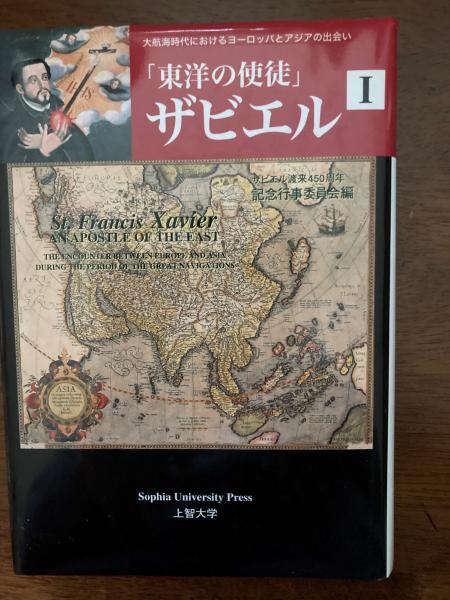 大航海時代におけるヨーロッパとアジアの出会い
「東洋の使徒」
ザビエル
I
ザビエル渡来450周年
記念行事委員会編
St. Francis Xavier
AN APOSTLE OF THE EAST
THE ENCOUNTER BETWEEN EUROPE AND ASIA
DURING THE PERIOD OF THE GREAT NAVIGATIONS
ASIA
Sophia University Press
上智大学